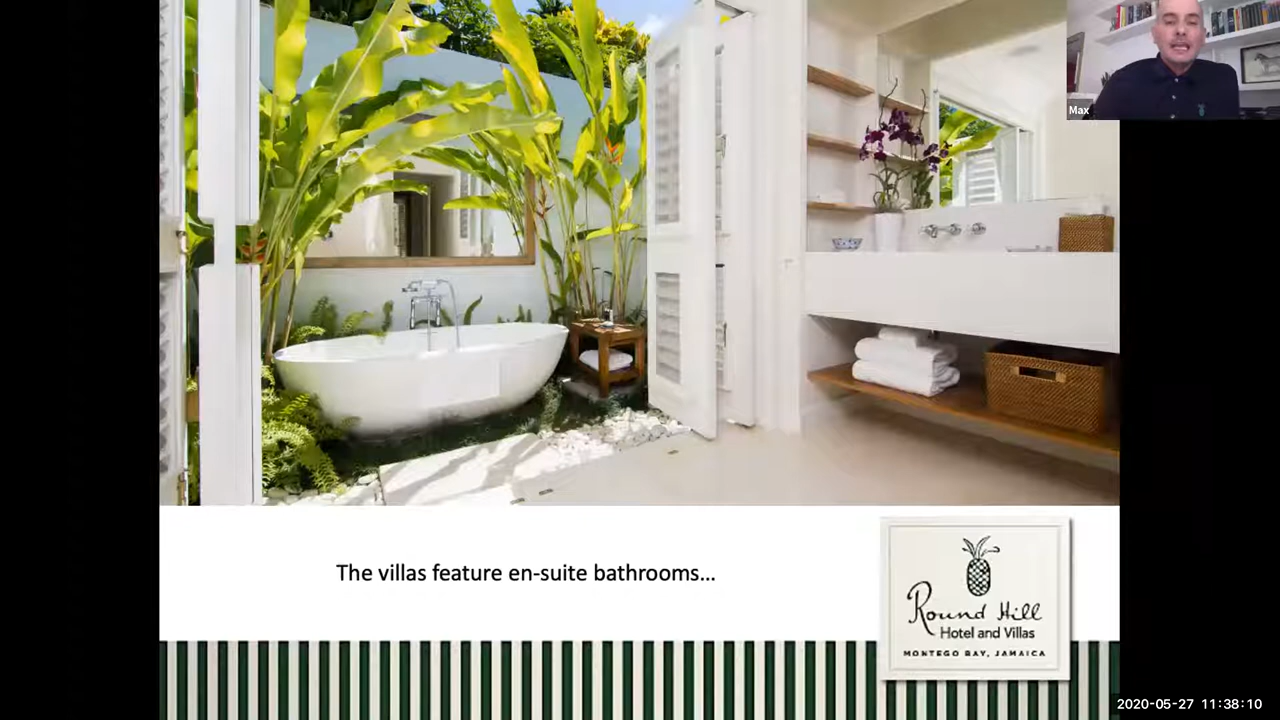 Max
The villas feature en-suite bathrooms...
Round Hill
Hotel and Villas
MONTEGO BAY, JAMAICA
2020-05-27 11:38:10